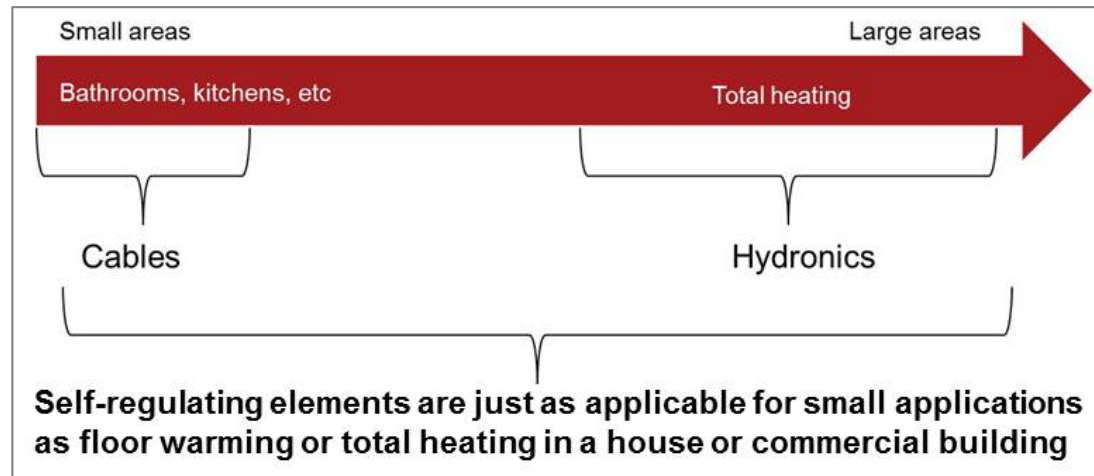 Small areas
Large areas
Bathrooms, kitchens, etc
Total heating
Cables
Hydronics
Self-regulating elements are just as applicable for small applications
as floor warming or total heating in a house or commercial building